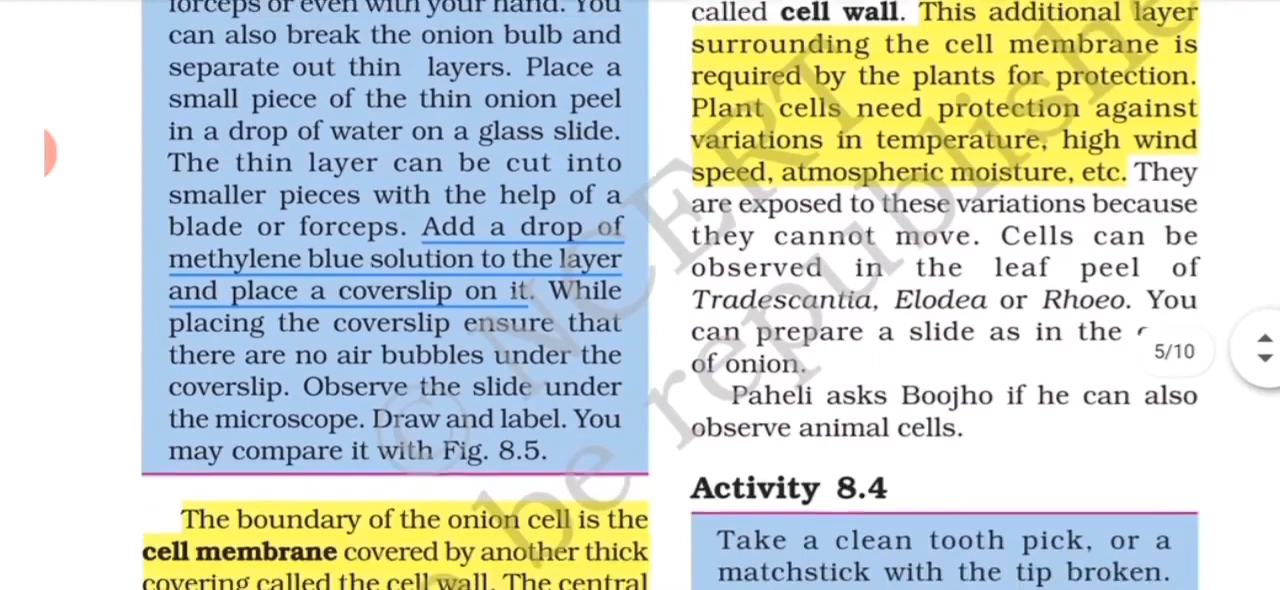 forceps or even with your hand. You
can also break the onion bulb and
separate out thin layers. Place a
small piece of the thin onion peel
in a drop of water on a glass slide.
The thin layer can be cut into
smaller pieces with the help of a
blade or forceps. Add a drop of
methylene blue solution to the layer
and place a coverslip on it. While
placing the coverslip ensure that
there are no air bubbles under the
coverslip. Observe the slide under
the microscope. Draw and label. You
may compare it with Fig. 8.5.
The boundary of the onion cell is the
cell membrane covered by another thick
covering called the cell wall. The central
called cell wall. This additional layer
surrounding the cell membrane is
required by the plants for protection.
Plant cells need protection against
variations in temperature, high wind
speed, atmospheric moisture, etc. They
are exposed to these variations because
they cannot move. Cells can be
observed in the leaf peel of
Tradescantia, Elodea or Rhoeo. You
can prepare a slide as in the
of onion.
Paheli asks Boojho if he can also
observe animal cells.
Activity 8.4
Take a clean tooth pick, or a
matchstick with the tip broken.
5/10
© NCERT
be republishe